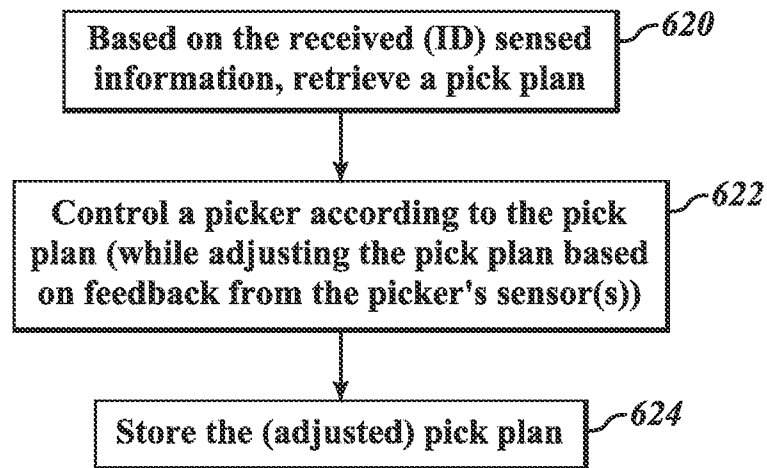 Based on the received (ID) sensed
information, retrieve a pick plan
620
Control a picker according to the pick
plan (while adjusting the pick plan based
on feedback from the picker's sensor(s))
622
Store the (adjusted) pick plan
624